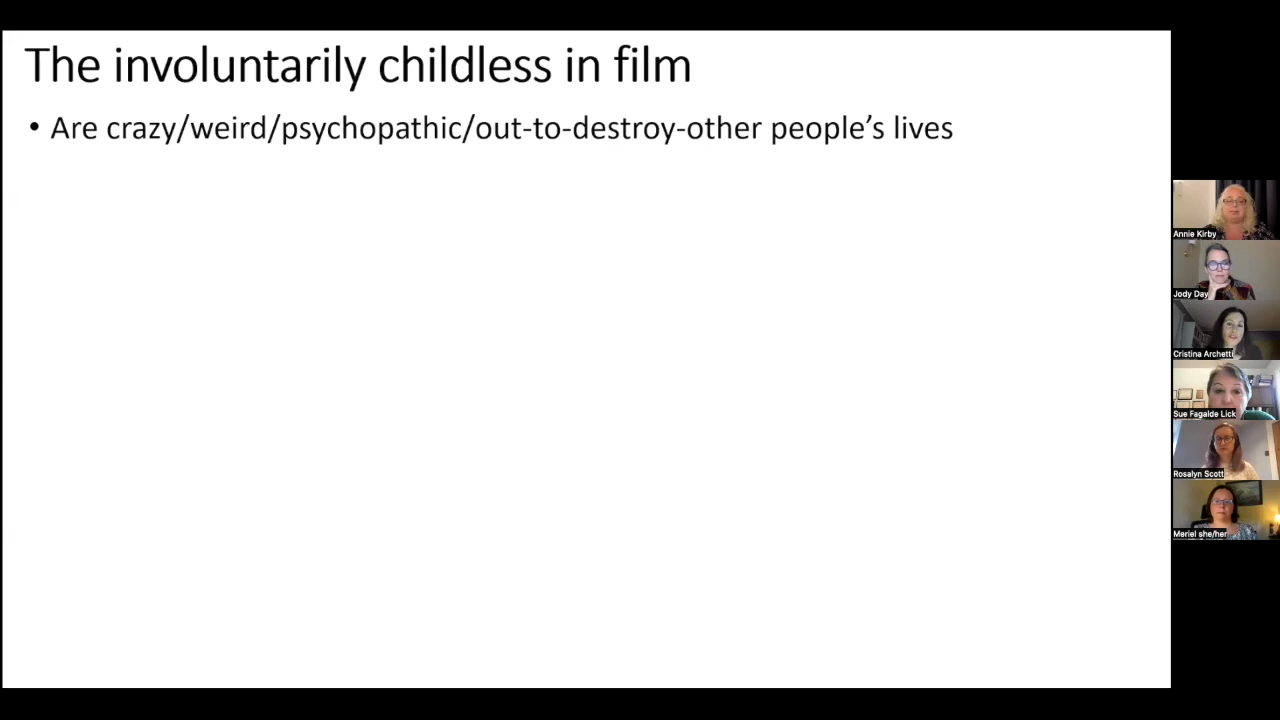 The involuntarily childless in film
• Are crazy/weird/psychopathic/out-to-destroy-other people’s lives
Annie Kirby
Jody Day
Cristina Archetti
Sue Fagalde Lick
Rosalyn Scott
Meriel she/her